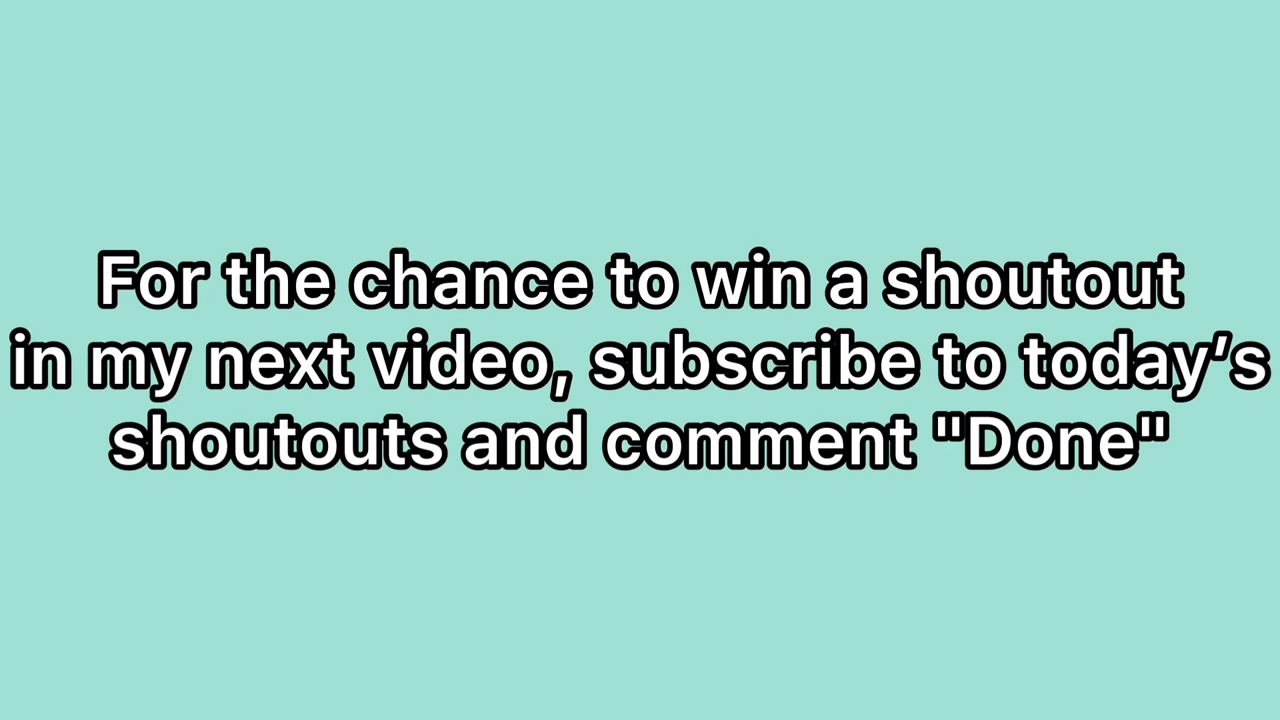 For the chance to win a shoutout
in my next video, subscribe to today’s
shoutouts and comment "Done"